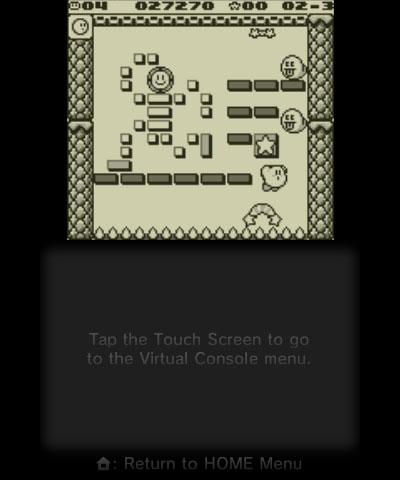 04 027270 ☆00 02-3
Tap the Touch Screen to go
to the Virtual Console menu.
: Return to HOME Menu